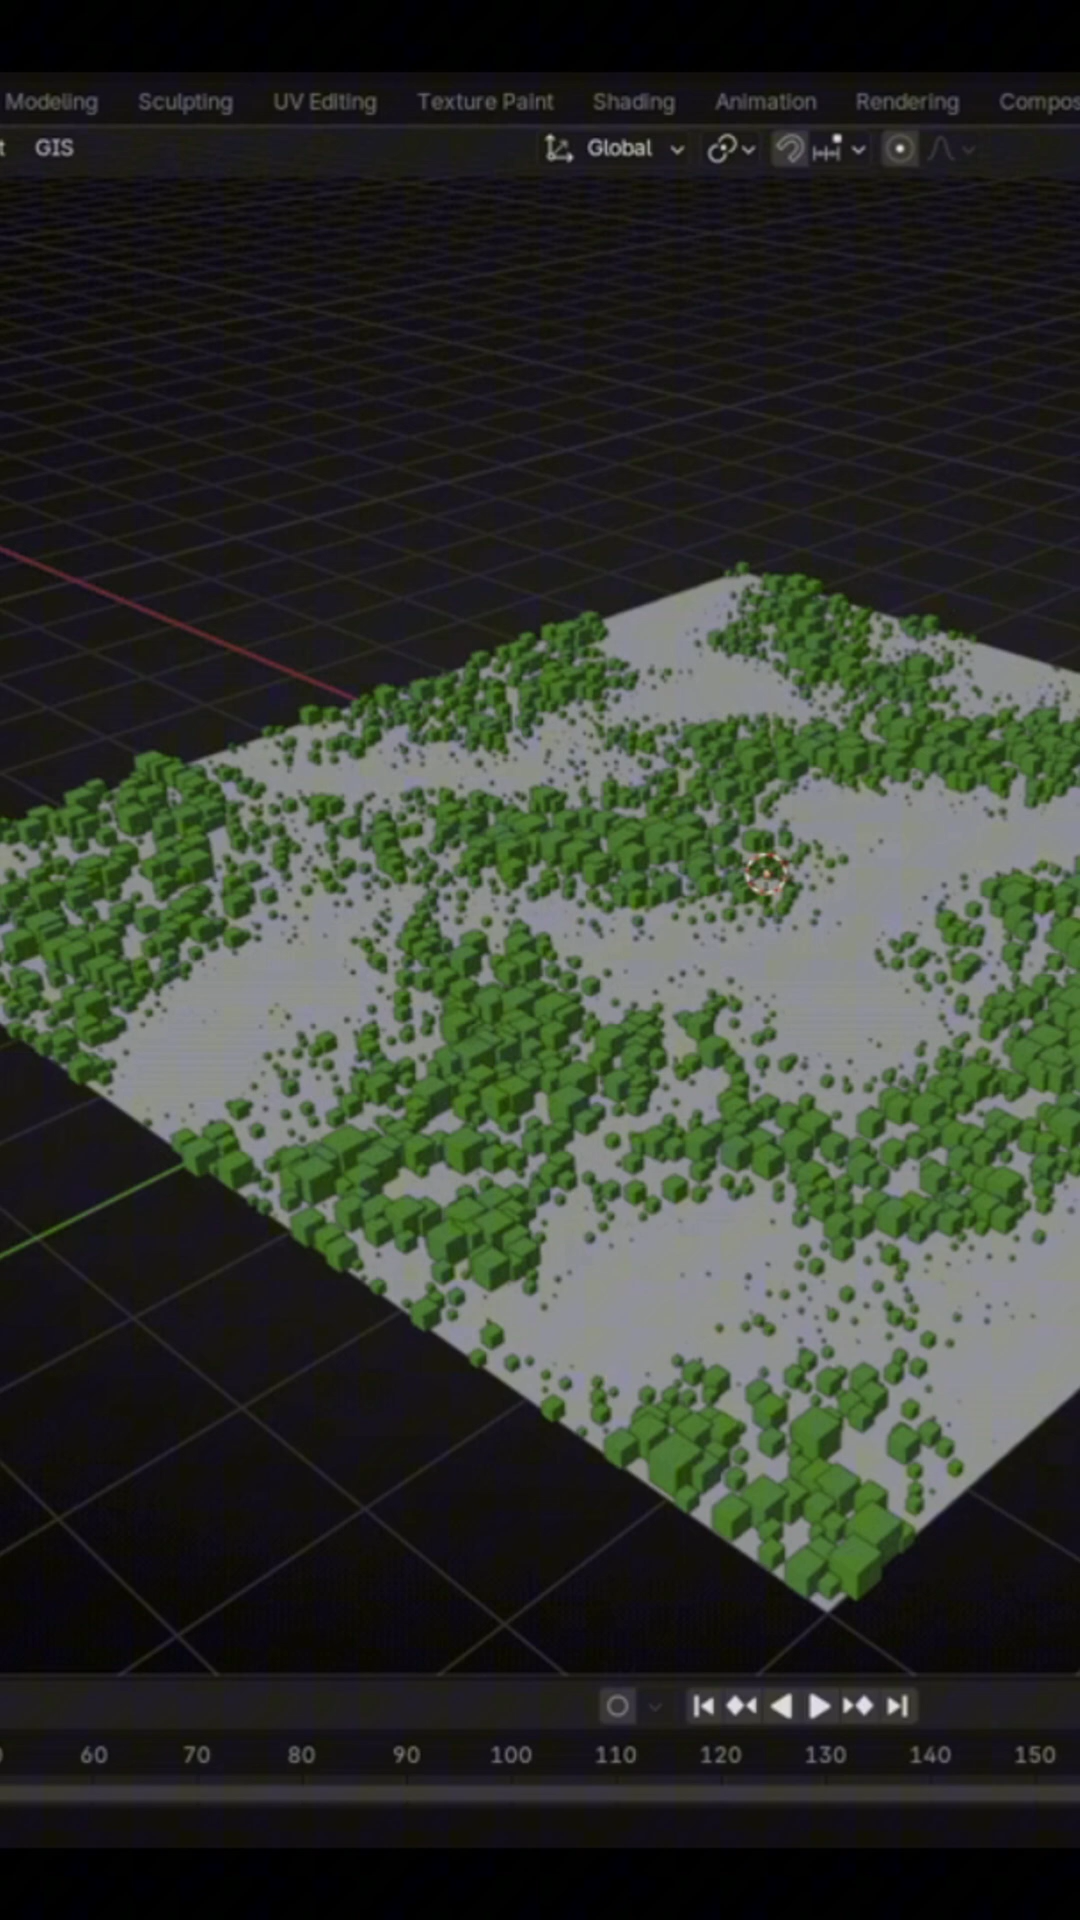 Modeling Sculpting UV Editing Texture Paint Shading Animation Rendering Compos
t GIS Global
60 70 80 90 100 110 120 130 140 150